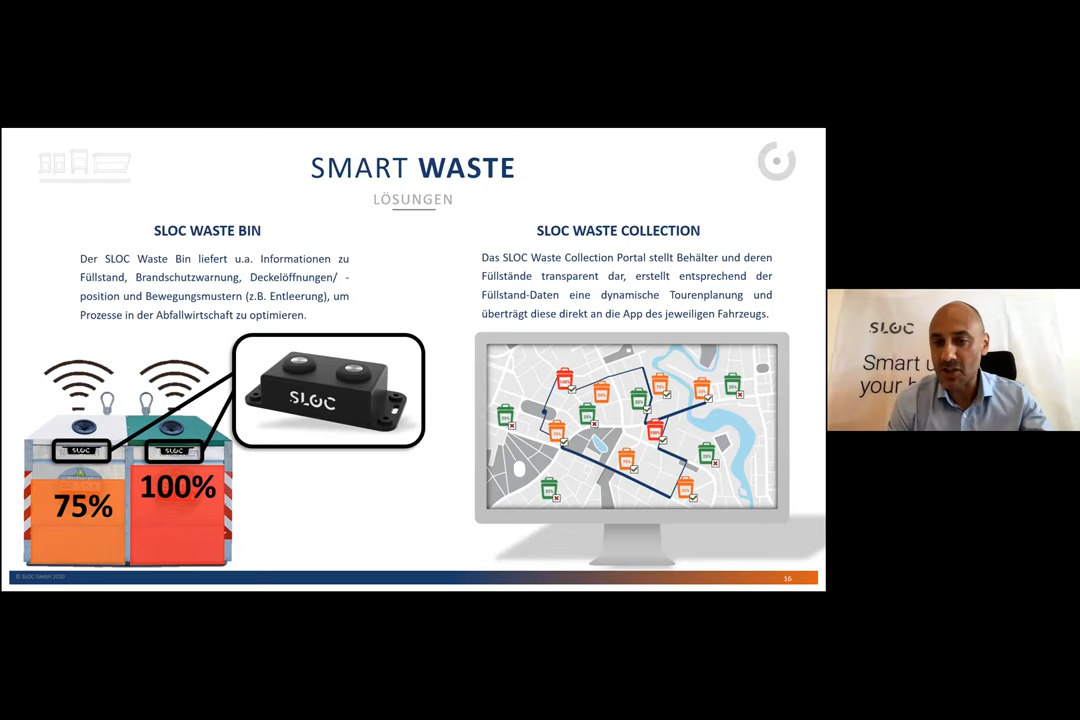 SMART WASTE
LÖSUNGEN
SLOC WASTE BIN
Der SLOC Waste Bin liefert u.a. Informationen zu
Füllstand, Brandschutzwarnung, Deckelöffnungen/ -
position und Bewegungsmustern (z.B. Entleerung), um
Prozesse in der Abfallwirtschaft zu optimieren.
SLOC WASTE COLLECTION
Das SLOC Waste Collection Portal stellt Behälter und deren
Füllstände transparent dar, erstellt entsprechend der
Füllstand-Daten eine dynamische Tourenplanung und
überträgt diese direkt an die App des jeweiligen Fahrzeugs.
SLOC
SLOC
SLOC
75%
100%
© SLOC GmbH 2020
16
SLOC
Smart u
your b